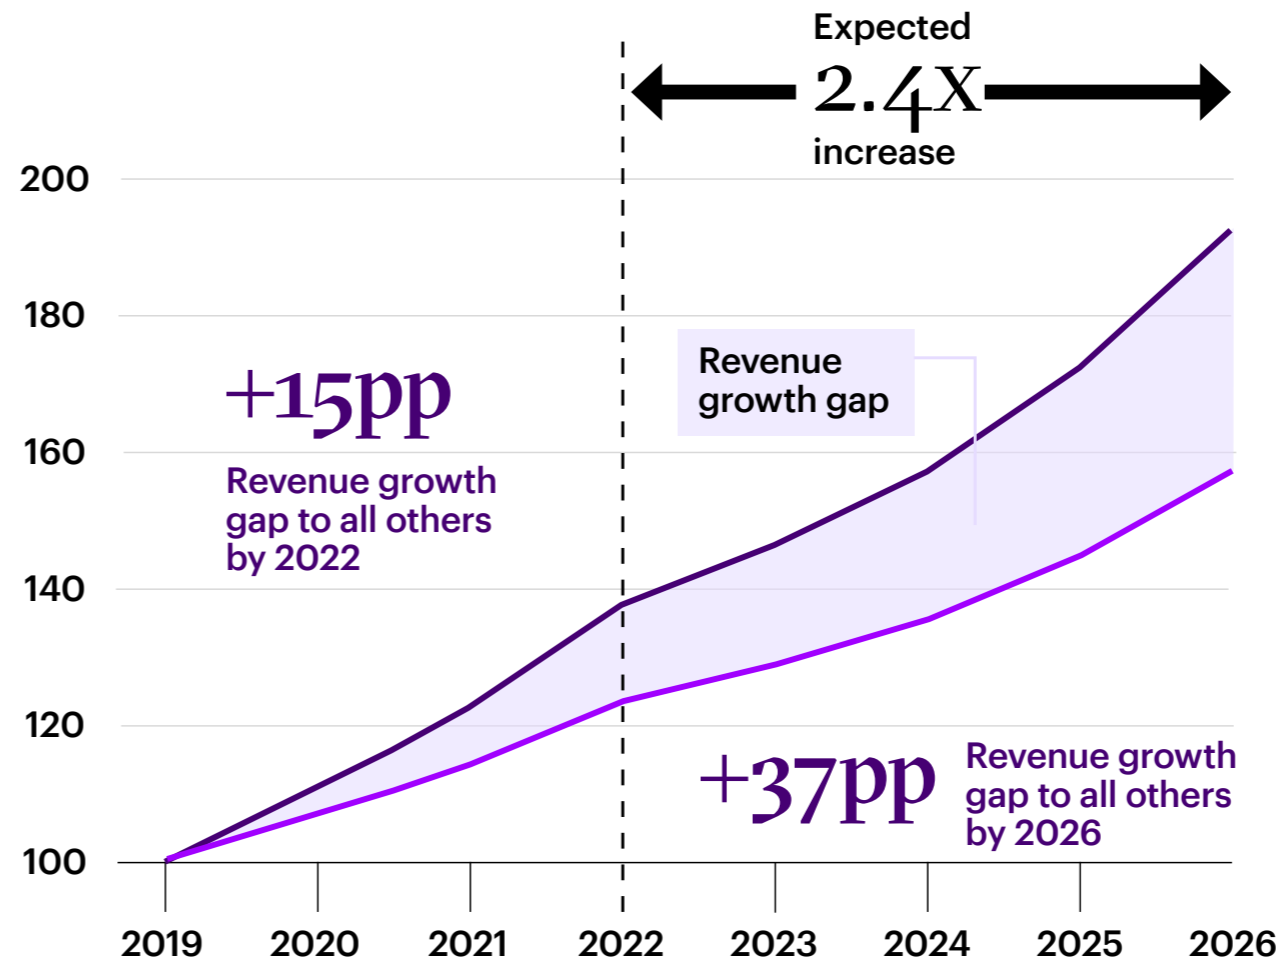 Expected
2.4X
increase
200
180
160
140
120
100
+15pp
Revenue growth
gap to all others
by 2022
Revenue
growth gap
+37pp
Revenue growth
gap to all others
by 2026
2019 2020 2021 2022 2023 2024 2025 2026